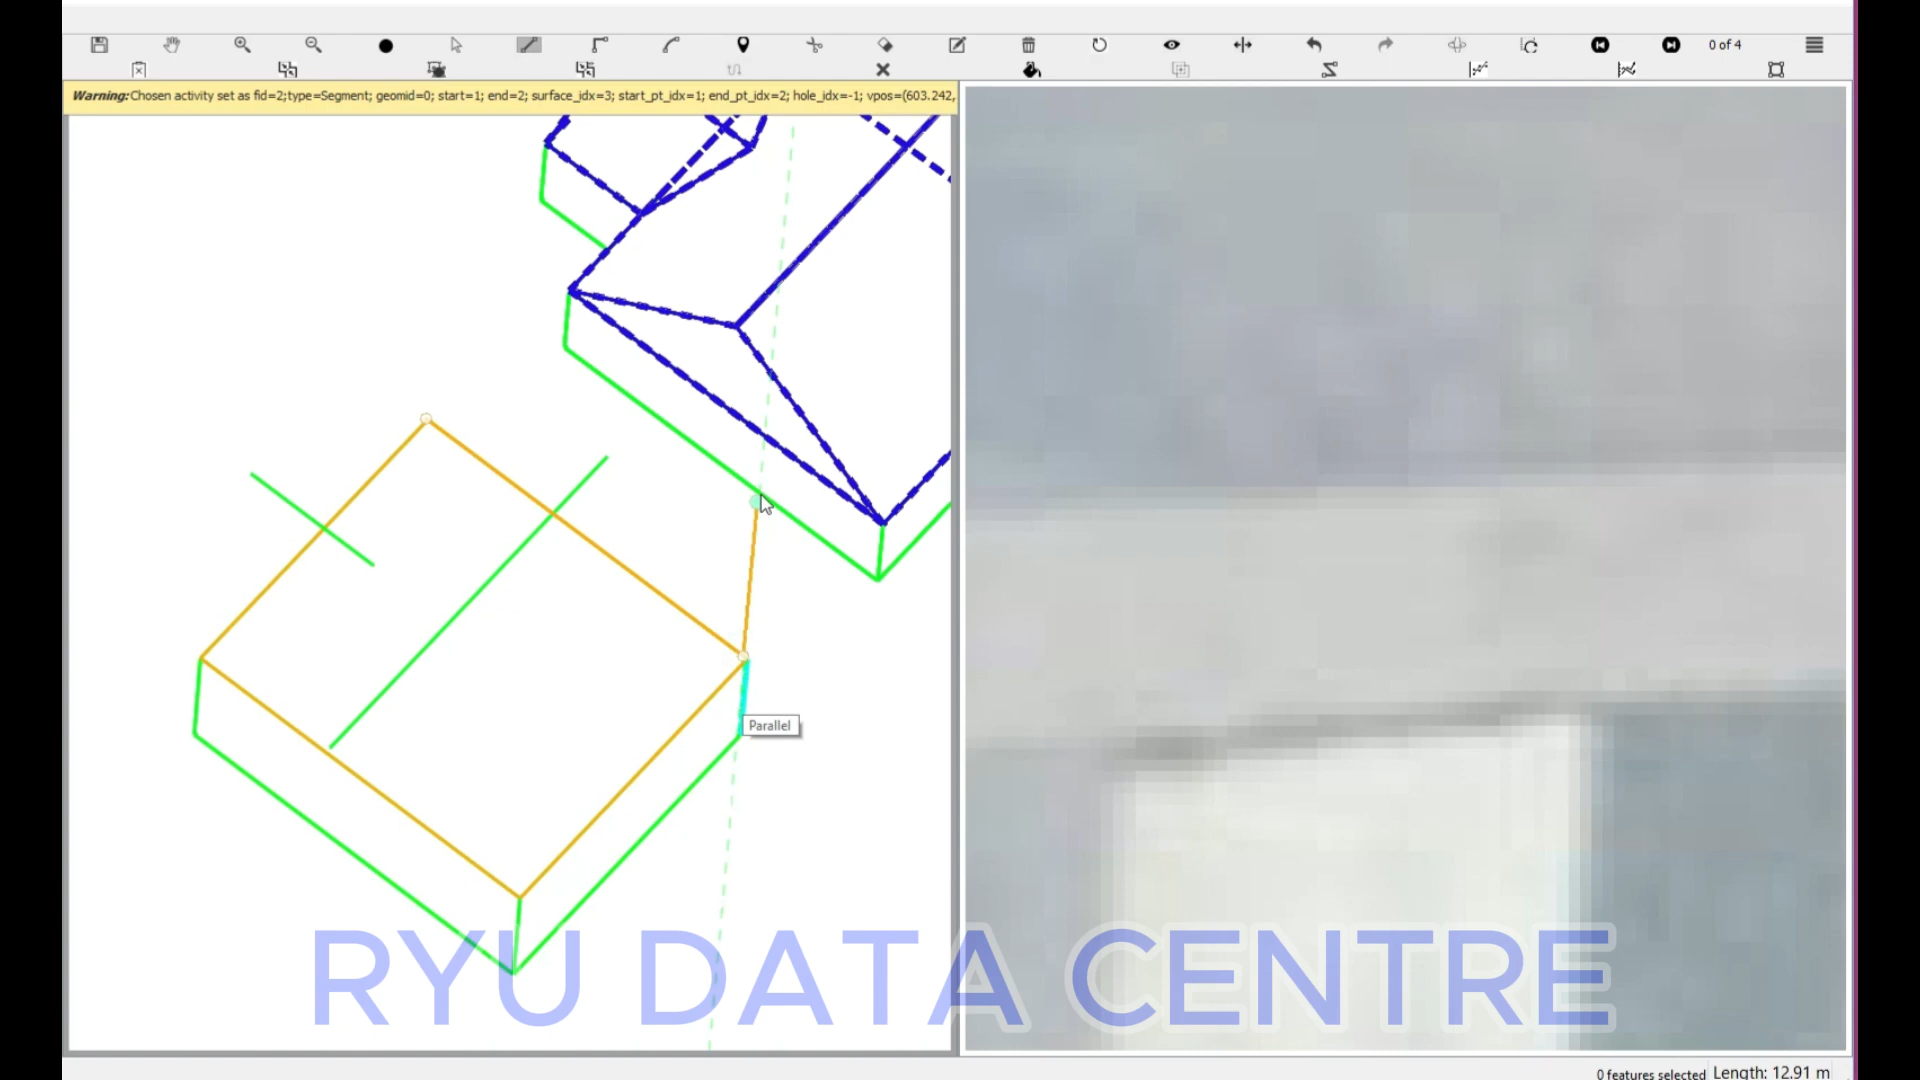 0 of 4
Warning:Chosen activity set as fid=2;type=Segment; geomid=0; start=1; end=2; surface_idx=3; start_pt_idx=1; end_pt_idx=2; hole_idx=-1; vpos=(603.242,
Parallel
RYU DATA CENTRE
0 features selected Length: 12.91 m